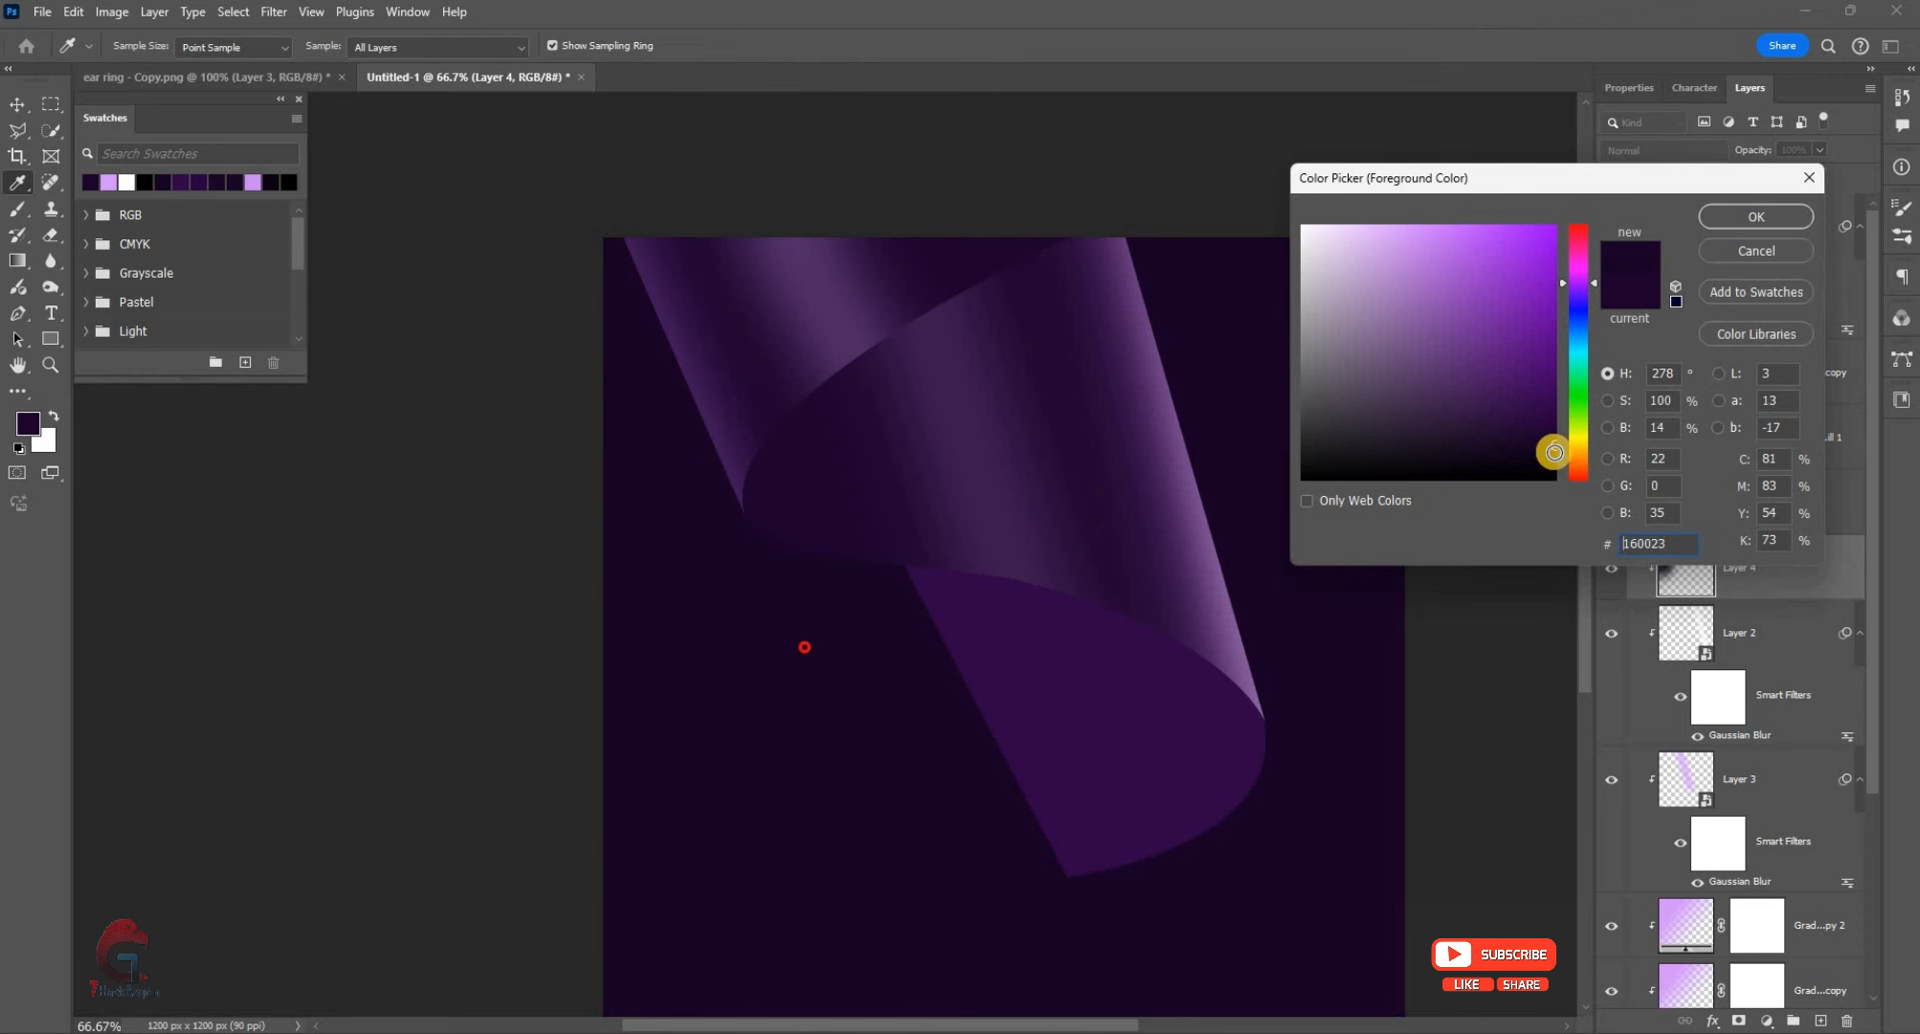 Ps File Edit Image Layer Type Select Filter View Plugins Window Help
Sample Size: Point Sample Sample: All Layers Show Sampling Ring Share
ear ring - Copy.png @ 100% (Layer 3, RGB/8#) * Untitled-1 @ 66.7% (Layer 4, RGB/8#) *
Swatches
Search Swatches
RGB
CMYK
Grayscale
Pastel
Light
Properties Character Layers
Kind
Normal Opacity: 100%
Color Picker (Foreground Color)
new
current
OK
Cancel
Add to Swatches
Color Libraries
H: 278 °
S: 100 %
B: 14 %
R: 22
G: 0
B: 35
# 160023
L: 3
a: 13
b: -17
C: 81 %
M: 83 %
Y: 54 %
K: 73 %
Only Web Colors
copy
ill 1
Layer 4
Layer 2
Smart Filters
Gaussian Blur
Layer 3
Smart Filters
Gaussian Blur
Grad...py 2
Grad...copy
fx
SUBSCRIBE
LIKE SHARE
66.67% 1200 px x 1200 px (90 ppi)